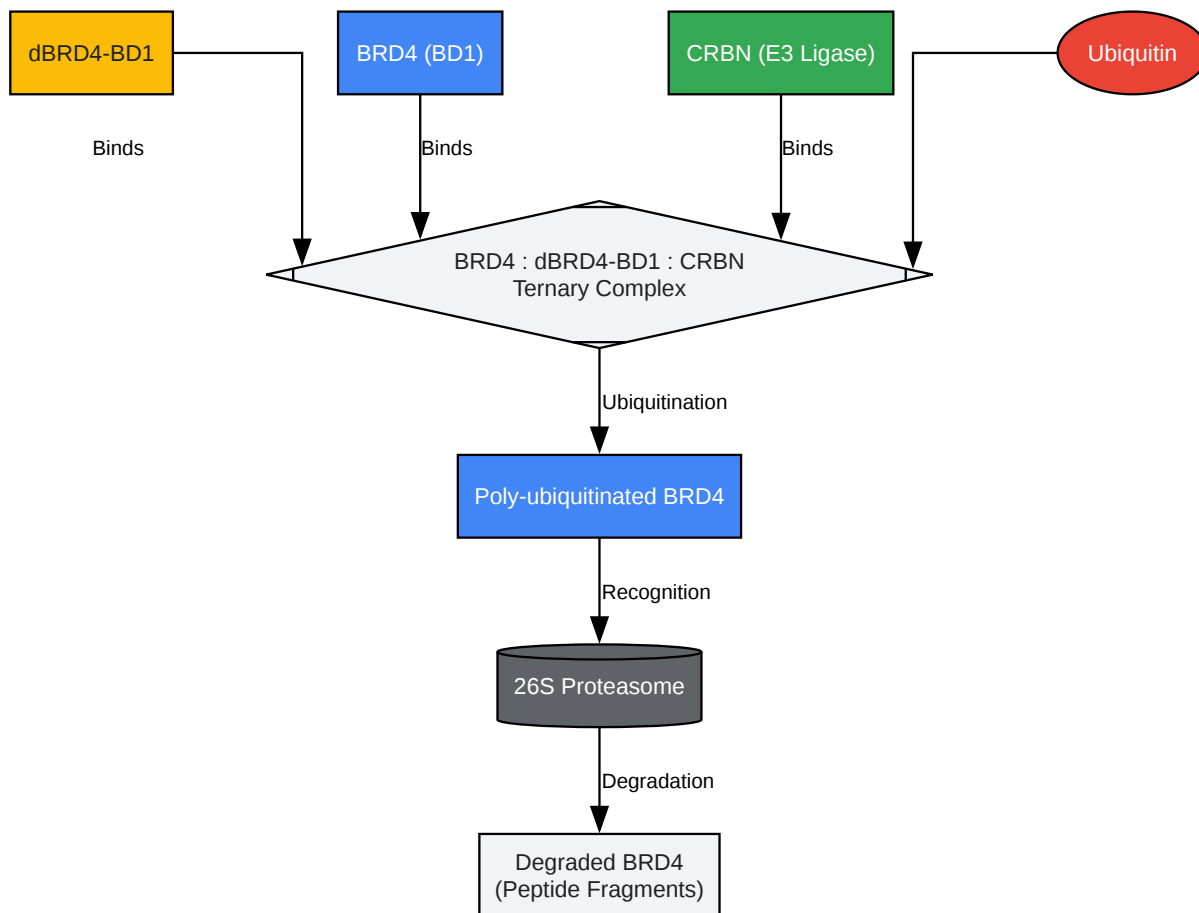 dBRD4-BD1
BRD4 (BD1)
CRBN (E3 Ligase)
Ubiquitin
Binds
Binds
Binds
BRD4 : dBRD4-BD1 : CRBN
Ternary Complex
Ubiquitination
Poly-ubiquitinated BRD4
Recognition
26S Proteasome
Degradation
Degraded BRD4
(Peptide Fragments)